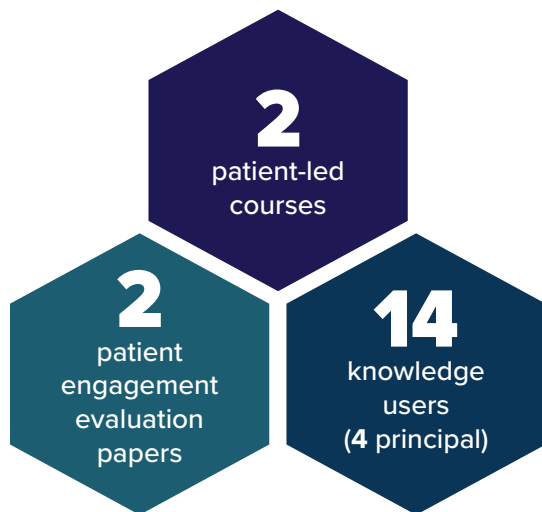 2
patient-led
courses
2
patient
engagement
evaluation
papers
14
knowledge
users
(4 principal)